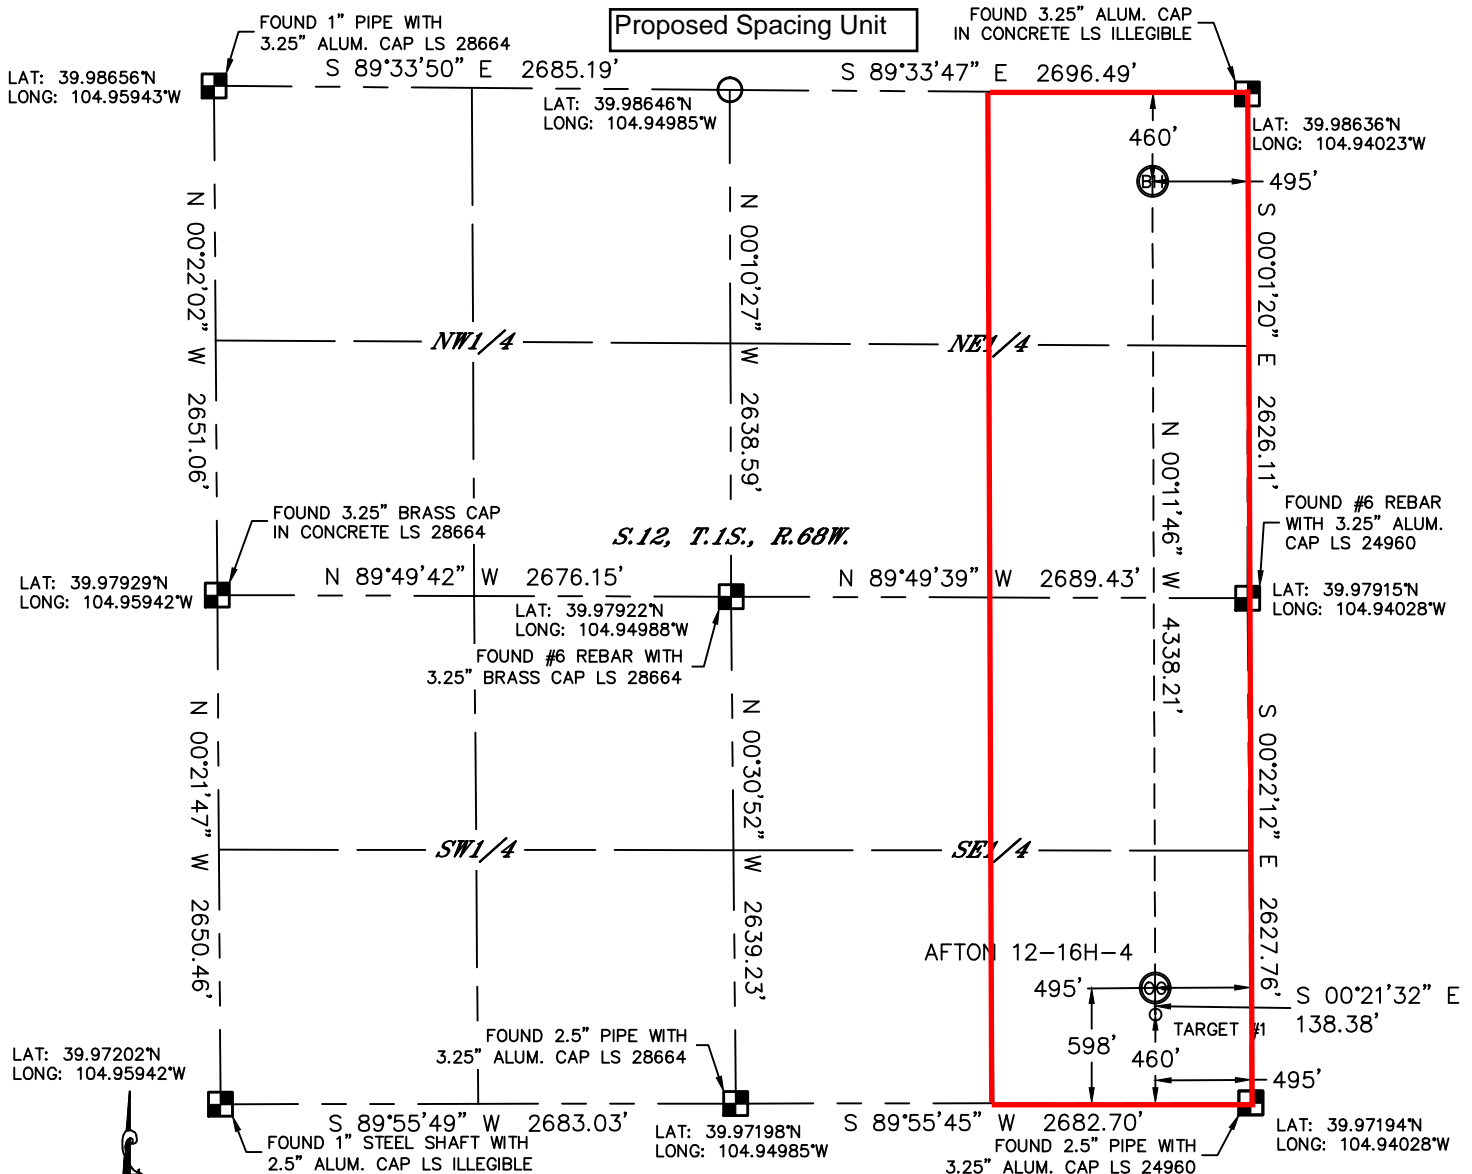 Proposed Spacing Unit
FOUND 1" PIPE WITH
3.25" ALUM. CAP LS 28664
FOUND 3.25" ALUM. CAP
IN CONCRETE LS ILLEGIBLE
LAT: 39.98656°N
LONG: 104.95943°W
S 89°33'50" E 2685.19'
S 89°33'47" E 2696.49'
LAT: 39.98646°N
LONG: 104.94985°W
LAT: 39.98636°N
LONG: 104.94023°W
460'
BH
495'
N 00°22'02" W 2651.06'
N 00°10'27" W 2638.59'
S 00°01'20" E 2626.11'
NW1/4
NE1/4
N 00°11'46" W 4338.21'
FOUND 3.25" BRASS CAP
IN CONCRETE LS 28664
S.12, T.1S., R.68W.
FOUND #6 REBAR
WITH 3.25" ALUM.
CAP LS 24960
LAT: 39.97929°N
LONG: 104.95942°W
N 89°49'42" W 2676.15'
N 89°49'39" W 2689.43'
LAT: 39.97922°N
LONG: 104.94988°W
LAT: 39.97915°N
LONG: 104.94028°W
FOUND #6 REBAR WITH
3.25" BRASS CAP LS 28664
N 00°21'47" W 2650.46'
N 00°30'52" W 2639.23'
S 00°22'12" E 2627.76'
SW1/4
SE1/4
AFTON 12-16H-4
495'
S 00°21'32" E
138.38'
TARGET #1
598'
460'
495'
FOUND 2.5" PIPE WITH
3.25" ALUM. CAP LS 28664
LAT: 39.97202°N
LONG: 104.95942°W
S 89°55'49" W 2683.03'
S 89°55'45" W 2682.70'
FOUND 1" STEEL SHAFT WITH
2.5" ALUM. CAP LS ILLEGIBLE
LAT: 39.97198°N
LONG: 104.94985°W
FOUND 2.5" PIPE WITH
3.25" ALUM. CAP LS 24960
LAT: 39.97194°N
LONG: 104.94028°W